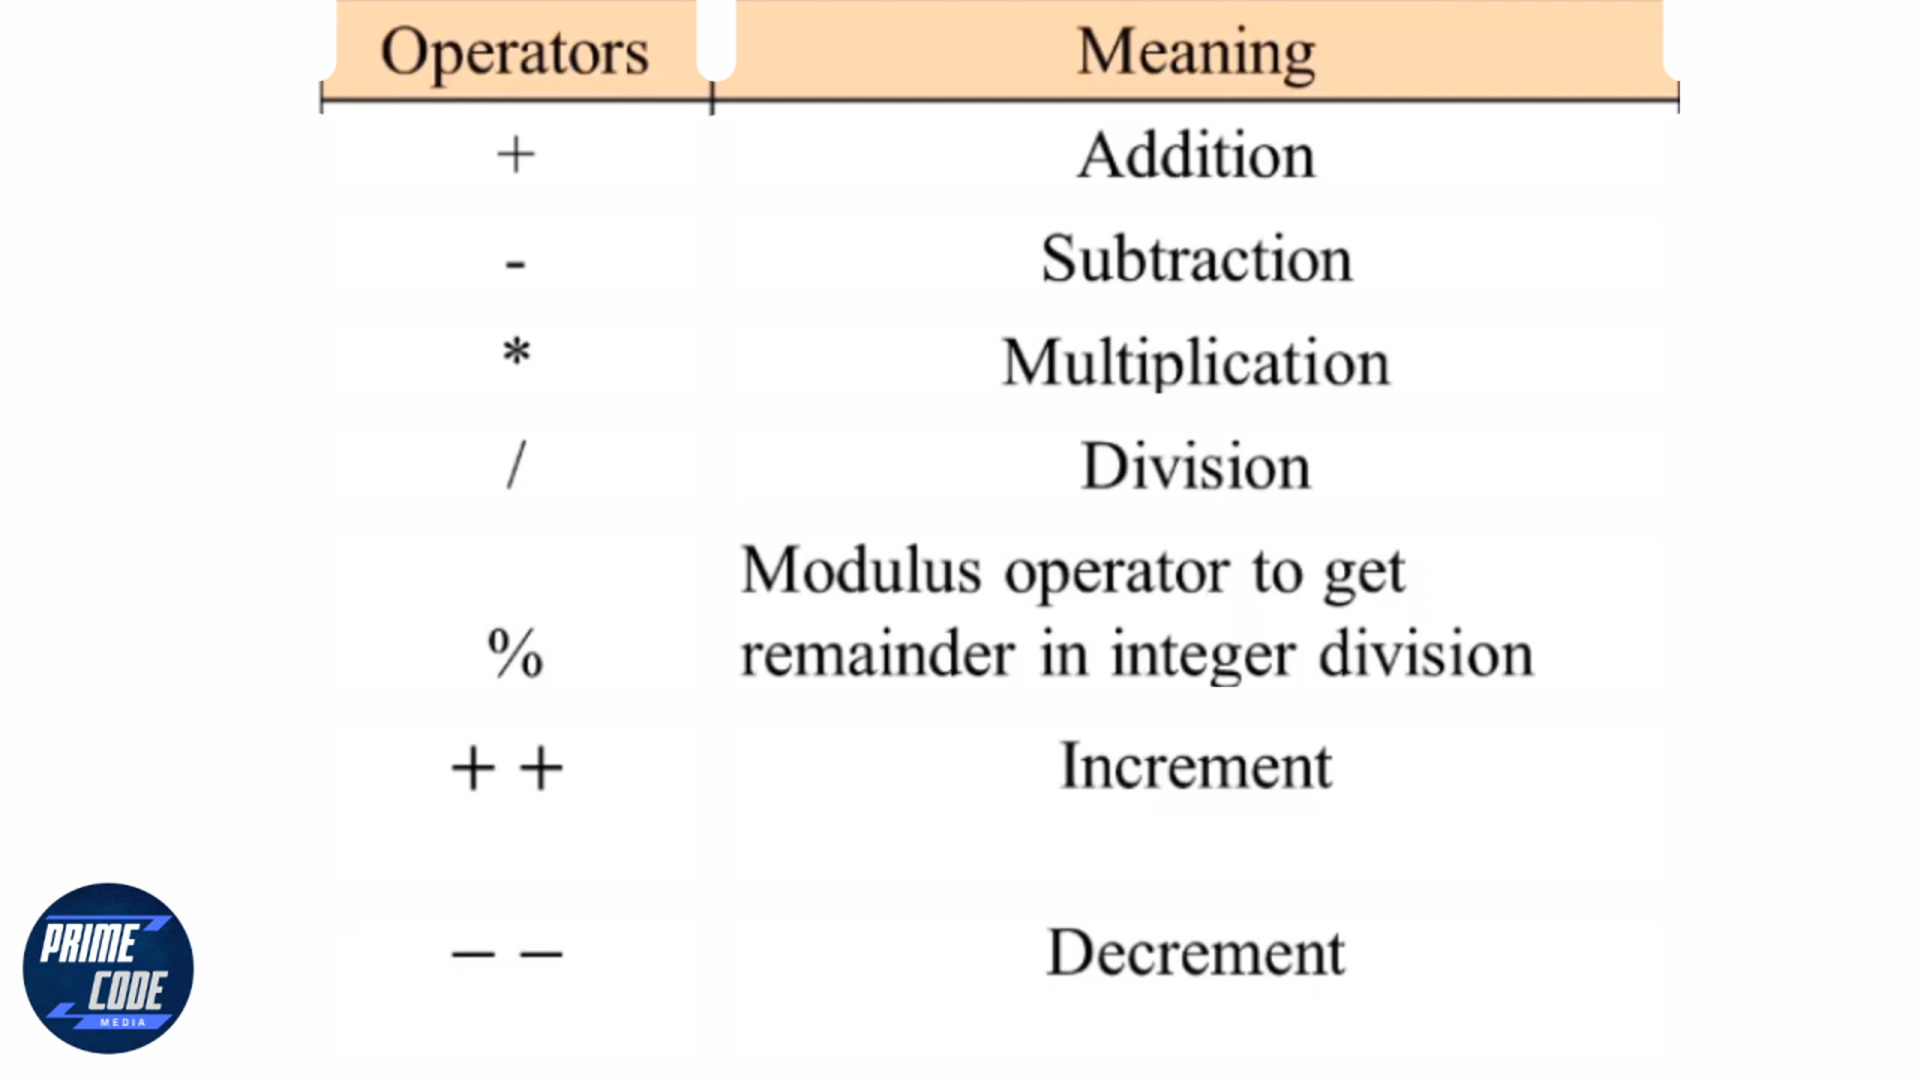 Operators Meaning
+ Addition
- Subtraction
* Multiplication
/ Division
Modulus operator to get
% remainder in integer division
+ + Increment
– – Decrement
PRIME
CODE
MEDIA